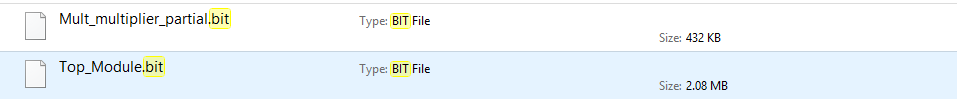 Mult_multiplier_partial.bit Type: BIT File
Size: 432 KB
Top_Module.bit Type: BIT File
Size: 2.08 MB